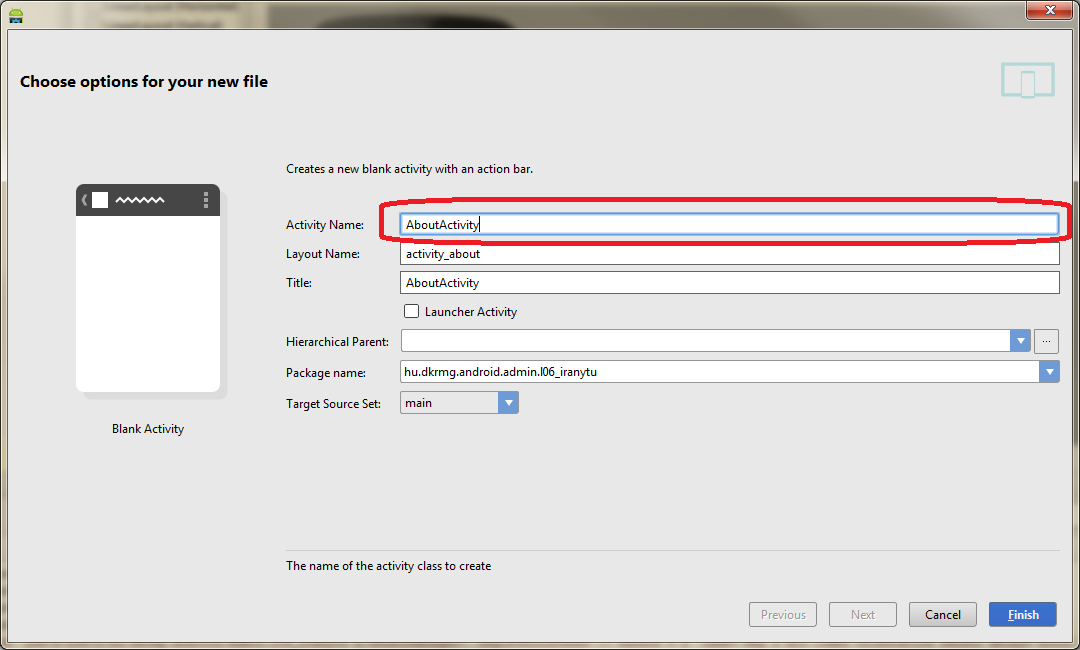 Choose options for your new file
Creates a new blank activity with an action bar.
Activity Name: AboutActivity
Layout Name: activity_about
Title: AboutActivity
Launcher Activity
Hierarchical Parent: ...
Package name: hu.dkrmg.android.admin.l06_iranytu
Target Source Set: main
Blank Activity
The name of the activity class to create
Previous Next Cancel Finish